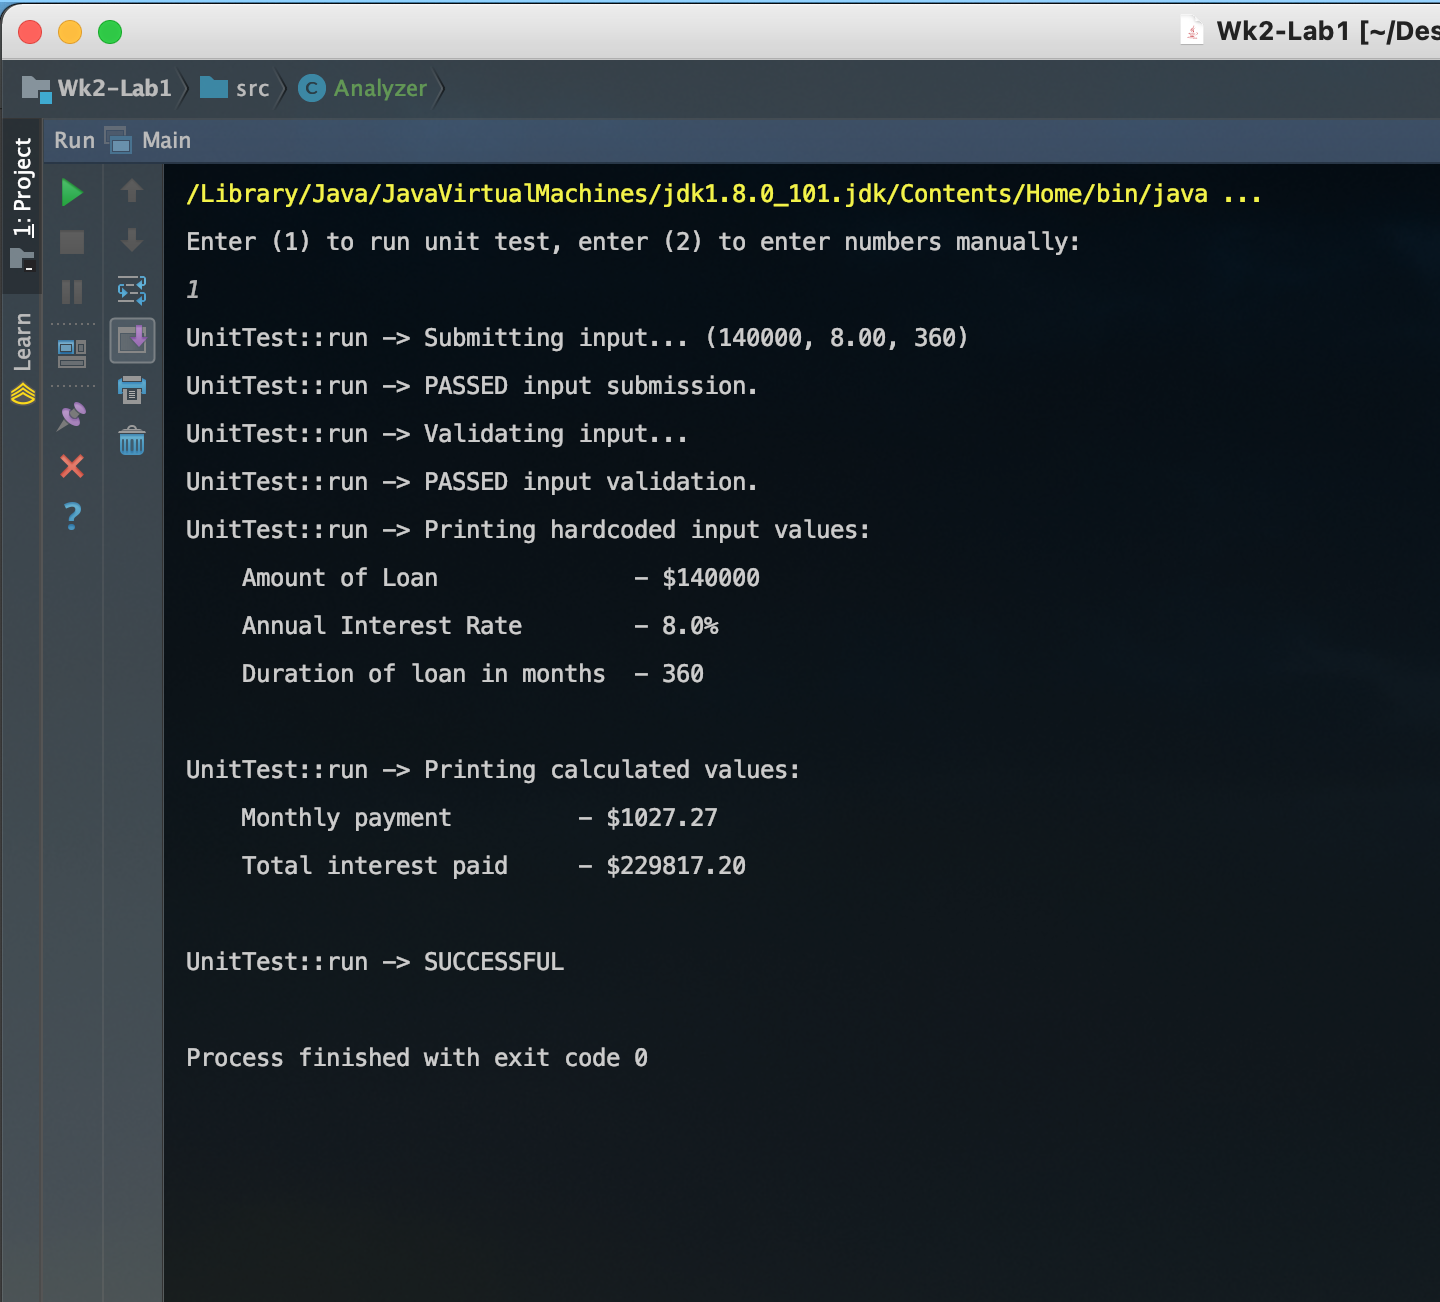 Wk2-Lab1 [~/Des
Wk2-Lab1 src C Analyzer
Run Main
1: Project
Learn
?
/Library/Java/JavaVirtualMachines/jdk1.8.0_101.jdk/Contents/Home/bin/java ...
Enter (1) to run unit test, enter (2) to enter numbers manually:
1
UnitTest::run -> Submitting input... (140000, 8.00, 360)
UnitTest::run -> PASSED input submission.
UnitTest::run -> Validating input...
UnitTest::run -> PASSED input validation.
UnitTest::run -> Printing hardcoded input values:
    Amount of Loan              - $140000
    Annual Interest Rate        - 8.0%
    Duration of loan in months  - 360
UnitTest::run -> Printing calculated values:
    Monthly payment         - $1027.27
    Total interest paid     - $229817.20
UnitTest::run -> SUCCESSFUL
Process finished with exit code 0